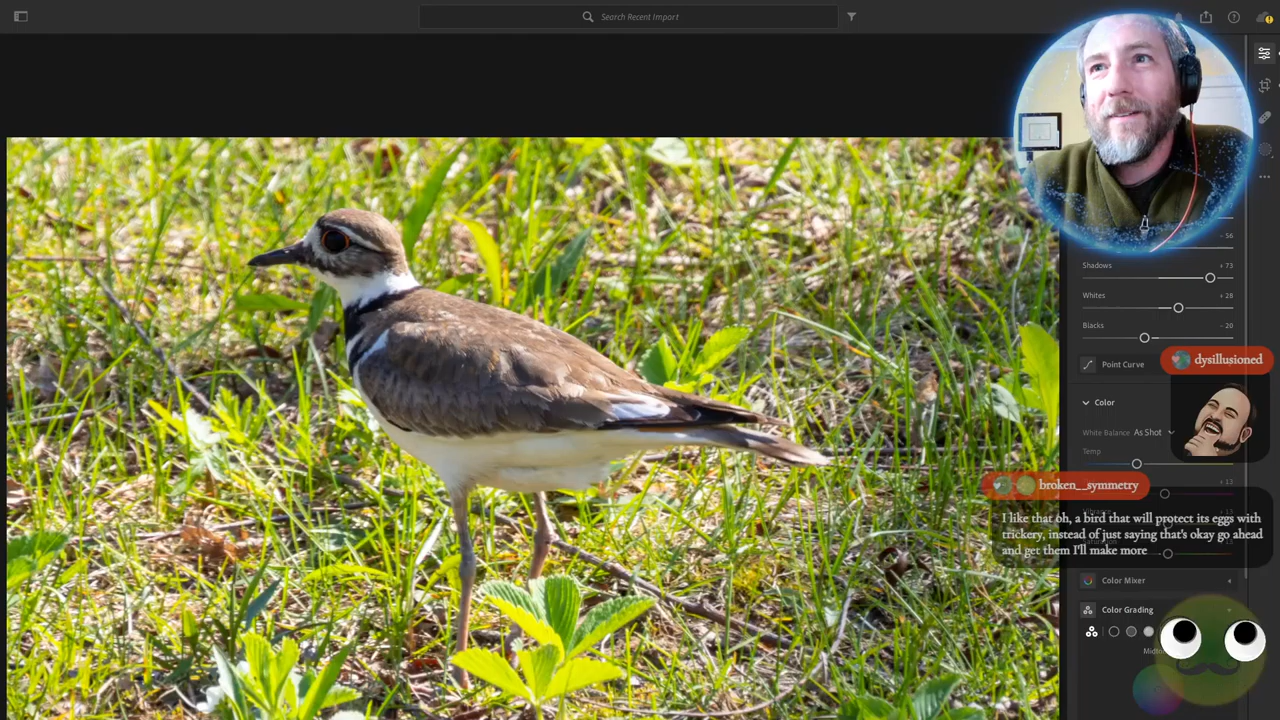 Search Recent Import
- 56
Shadows
+ 73
Whites
+ 28
Blacks
- 20
Point Curve
dysillusioned
Color
White Balance
As Shot
Temp
broken__symmetry
+ 13
I like that oh, a bird that will protect its eggs with
trickery, instead of just saying that's okay go ahead
and get them I'll make more
Color Mixer
Color Grading